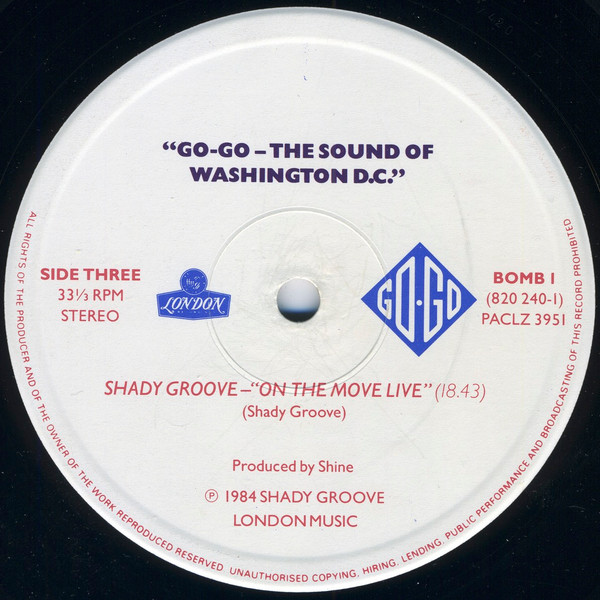 “GO-GO – THE SOUND OF
WASHINGTON D.C.”
SIDE THREE
33⅓ RPM
STEREO
LONDON
GO·GO
BOMB 1
(820 240-1)
PACLZ 3951
SHADY GROOVE – “ON THE MOVE LIVE” (18.43)
(Shady Groove)
Produced by Shine
℗ 1984 SHADY GROOVE
LONDON MUSIC
ALL RIGHTS OF THE PRODUCER AND OF THE OWNER OF THE WORK REPRODUCED RESERVED. UNAUTHORISED COPYING, HIRING, LENDING, PUBLIC PERFORMANCE AND BROADCASTING OF THIS RECORD PROHIBITED